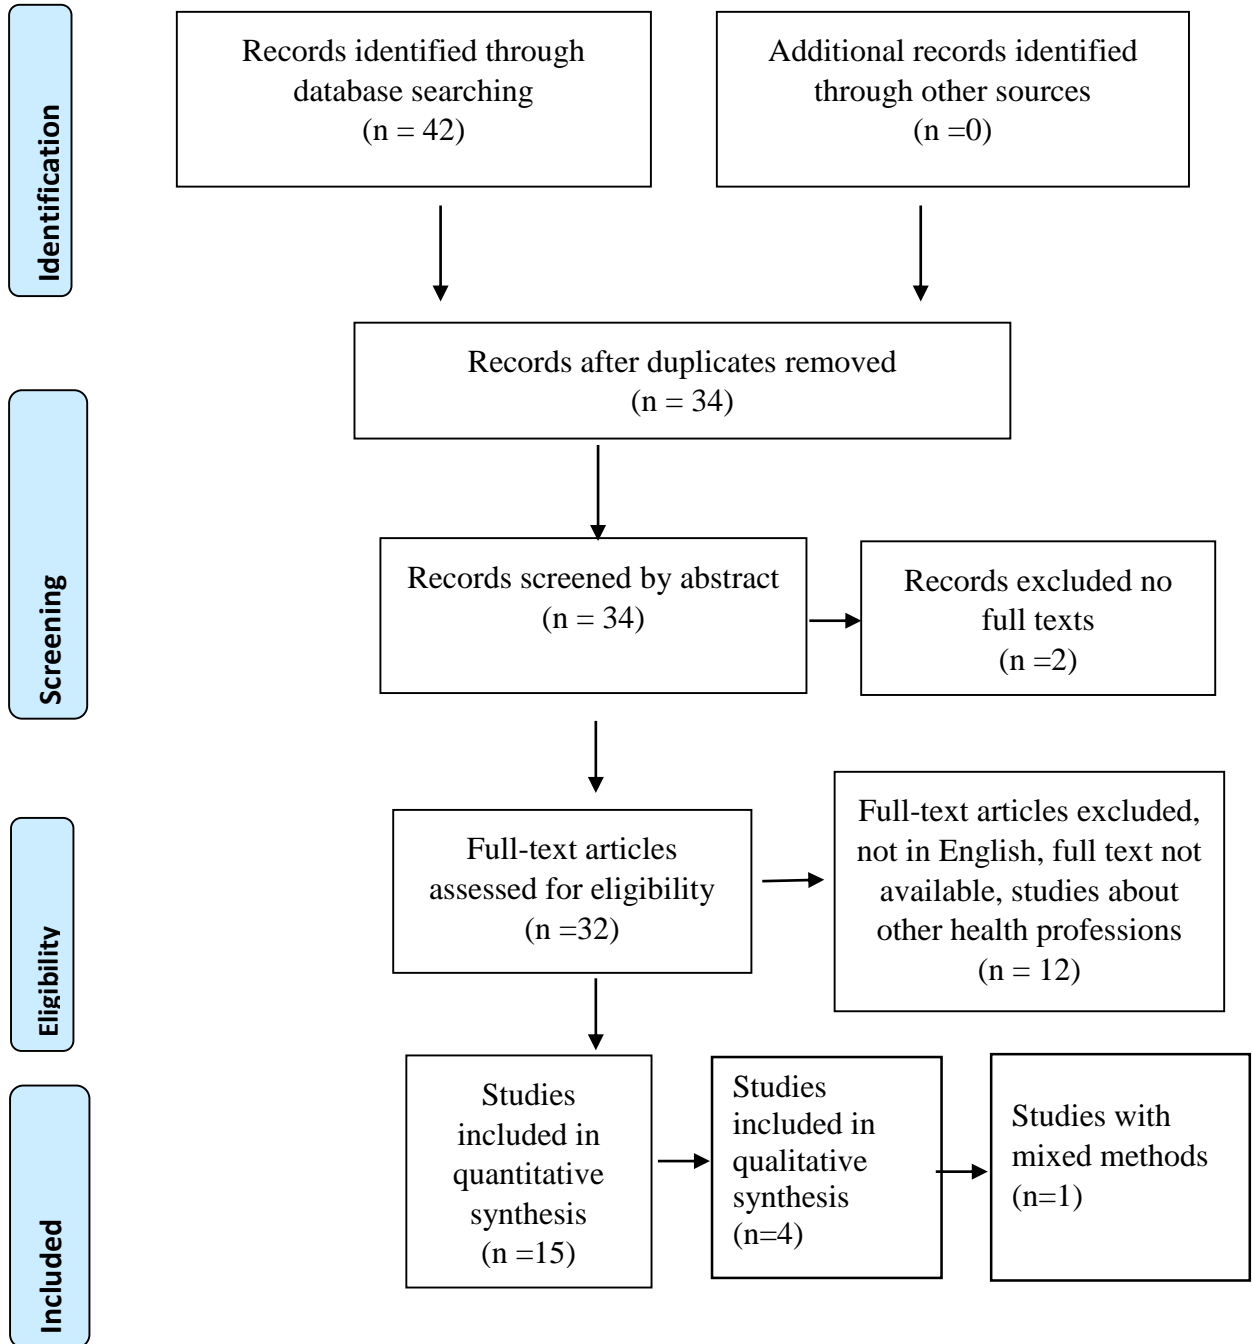 Identification
Records identified through
database searching
(n = 42)
Additional records identified
through other sources
(n =0)
Records after duplicates removed
(n = 34)
Screening
Records screened by abstract
(n = 34)
Records excluded no
full texts
(n =2)
Eligibility
Full-text articles
assessed for eligibility
(n =32)
Full-text articles excluded,
not in English, full text not
available, studies about
other health professions
(n = 12)
Included
Studies
included in
quantitative
synthesis
(n =15)
Studies
included in
qualitative
synthesis
(n=4)
Studies with
mixed methods
(n=1)